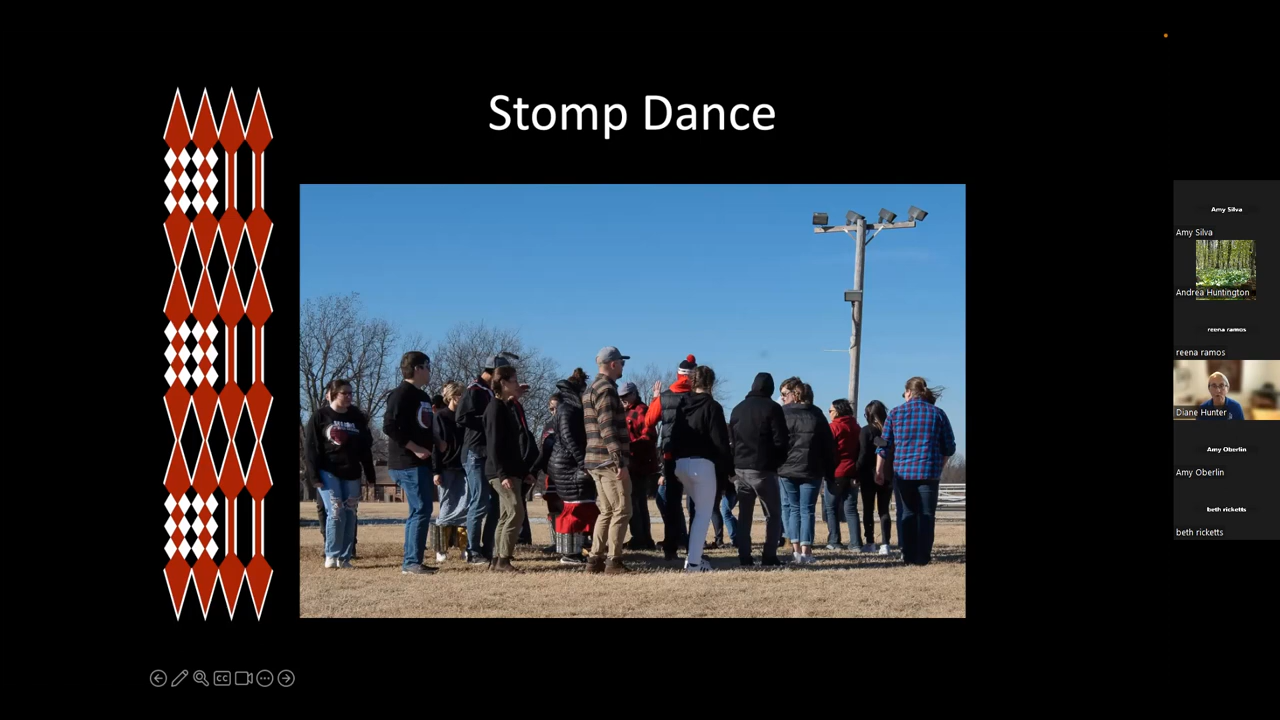 Stomp Dance
Amy Silva
Amy Silva
Andrea Huntington
reena ramos
reena ramos
Diane Hunter
Amy Oberlin
Amy Oberlin
beth ricketts
beth ricketts
CC